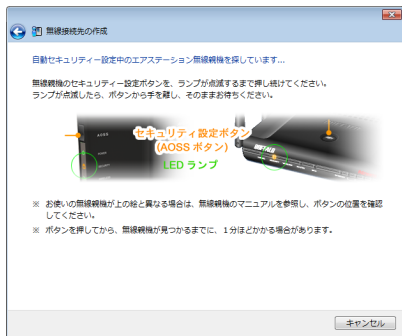 無線接続先の作成
自動セキュリティー設定中のエアステーション無線親機を探しています...
無線親機のセキュリティー設定ボタンを、ランプが点滅するまで押し続けてください。
ランプが点滅したら、ボタンから手を離し、そのままお待ちください。
AOSS
セキュリティ設定ボタン
(AOSS ボタン)
BUFFALO
LED ランプ
※ お使いの無線親機が上の絵と異なる場合は、無線親機のマニュアルを参照し、ボタンの位置を確認
してください。
※ ボタンを押してから、無線親機が見つかるまでに、１分ほどかかる場合があります。
キャンセル